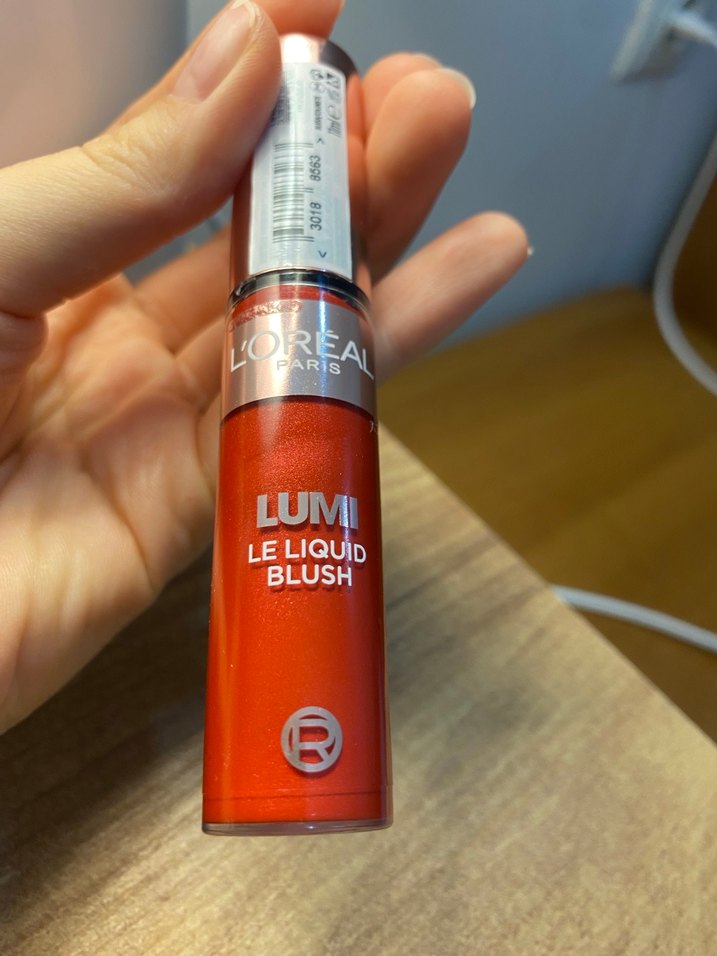 3018 8563 >
L'ORÉAL
PARIS
LUMI
LE LIQUID
BLUSH